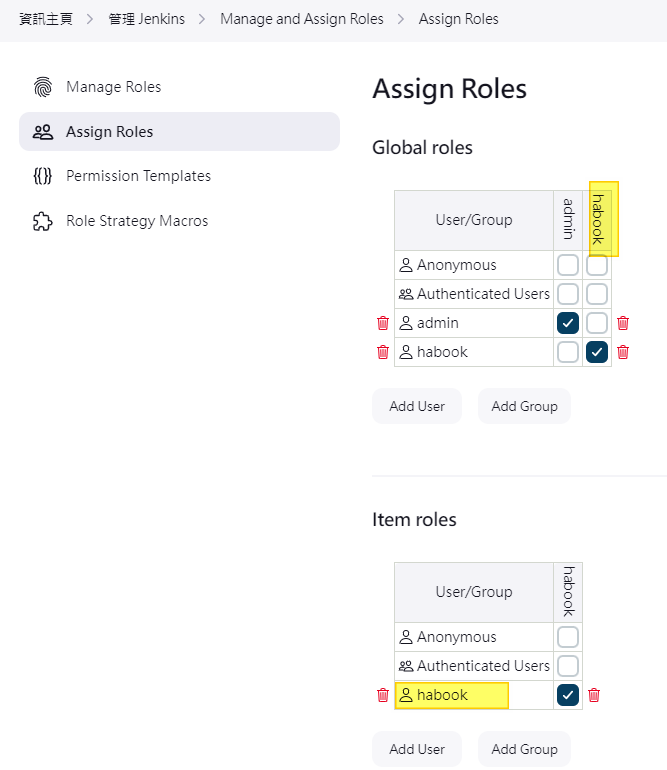 資訊主頁 > 管理 Jenkins > Manage and Assign Roles > Assign Roles
Manage Roles
Assign Roles
Permission Templates
Role Strategy Macros
Assign Roles
Global roles
User/Group admin habook
Anonymous
Authenticated Users
admin
habook
Add User Add Group
Item roles
User/Group habook
Anonymous
Authenticated Users
habook
Add User Add Group